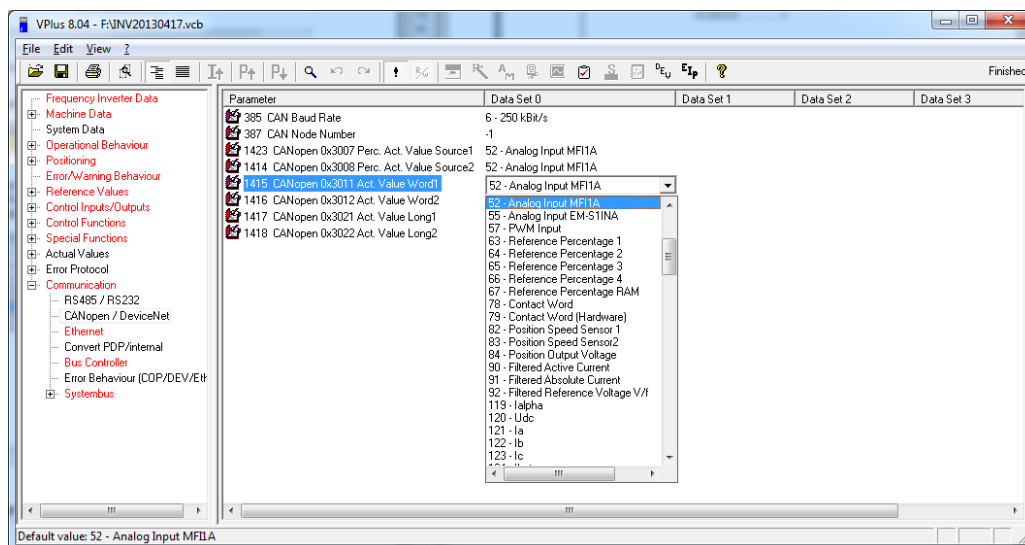 VPlus 8.04 - F:\INV20130417.vcb
File Edit View ?
Finished
Frequency Inverter Data
Machine Data
System Data
Operational Behaviour
Positioning
Error/Warning Behaviour
Reference Values
Control Inputs/Outputs
Control Functions
Special Functions
Actual Values
Error Protocol
Communication
RS485 / RS232
CANopen / DeviceNet
Ethernet
Convert PDP/internal
Bus Controller
Error Behaviour (COP/DEV/Eth
Systembus
Parameter Data Set 0 Data Set 1 Data Set 2 Data Set 3
385 CAN Baud Rate 6 - 250 kBit/s
387 CAN Node Number -1
1423 CANopen 0x3007 Perc. Act. Value Source1 52 - Analog Input MFI1A
1414 CANopen 0x3008 Perc. Act. Value Source2 52 - Analog Input MFI1A
1415 CANopen 0x3011 Act. Value Word1 52 - Analog Input MFI1A
1416 CANopen 0x3012 Act. Value Word2
1417 CANopen 0x3021 Act. Value Long1
1418 CANopen 0x3022 Act. Value Long2
52 - Analog Input MFI1A
55 - Analog Input EM-S1INA
57 - PWM Input
63 - Reference Percentage 1
64 - Reference Percentage 2
65 - Reference Percentage 3
66 - Reference Percentage 4
67 - Reference Percentage RAM
78 - Contact Word
79 - Contact Word (Hardware)
82 - Position Speed Sensor 1
83 - Position Speed Sensor2
84 - Position Output Voltage
90 - Filtered Active Current
91 - Filtered Absolute Current
92 - Filtered Reference Voltage V/f
119 - Ialpha
120 - Udc
121 - Ia
122 - Ib
123 - Ic
Default value: 52 - Analog Input MFI1A